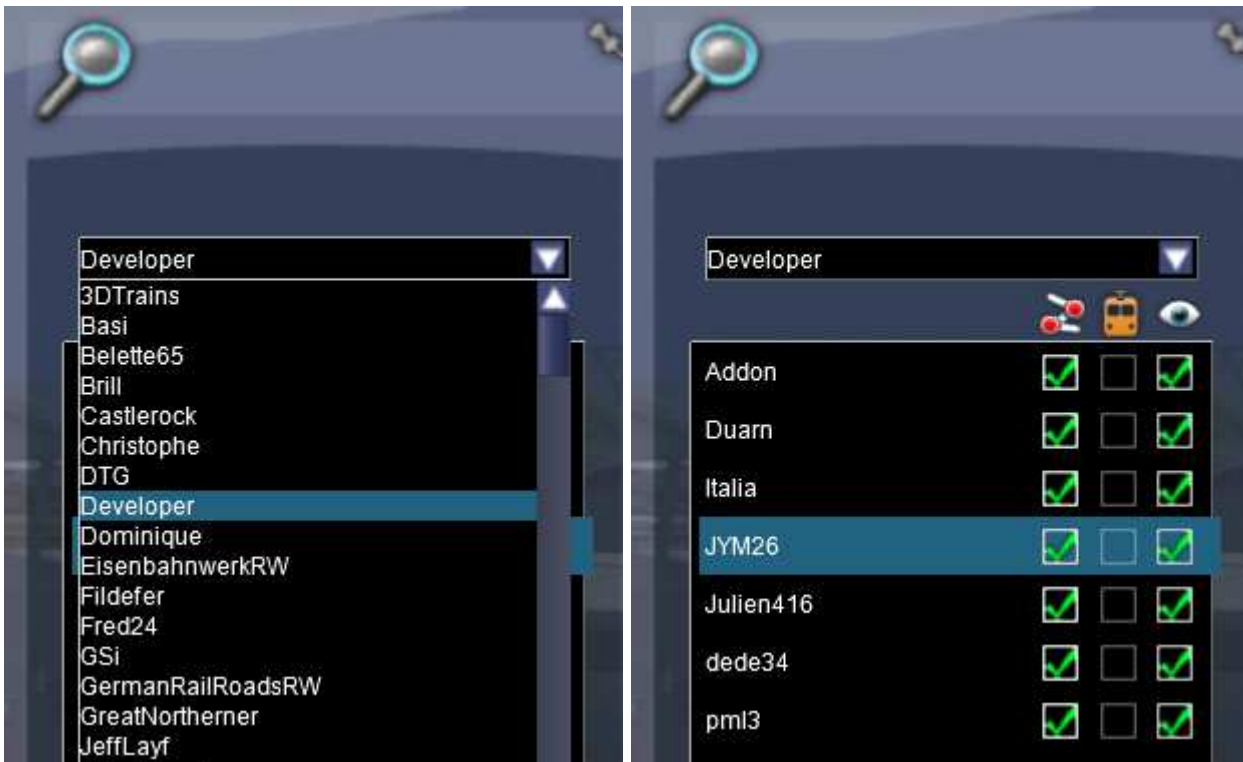 Developer
3DTrains
Basi
Belette65
Brill
Castlerock
Christophe
DTG
Developer
Dominique
EisenbahnwerkRW
Fildefer
Fred24
GSi
GermanRailRoadsRW
GreatNortherner
JeffLayf
Developer
Addon
Duarn
Italia
JYM26
Julien416
dede34
pml3